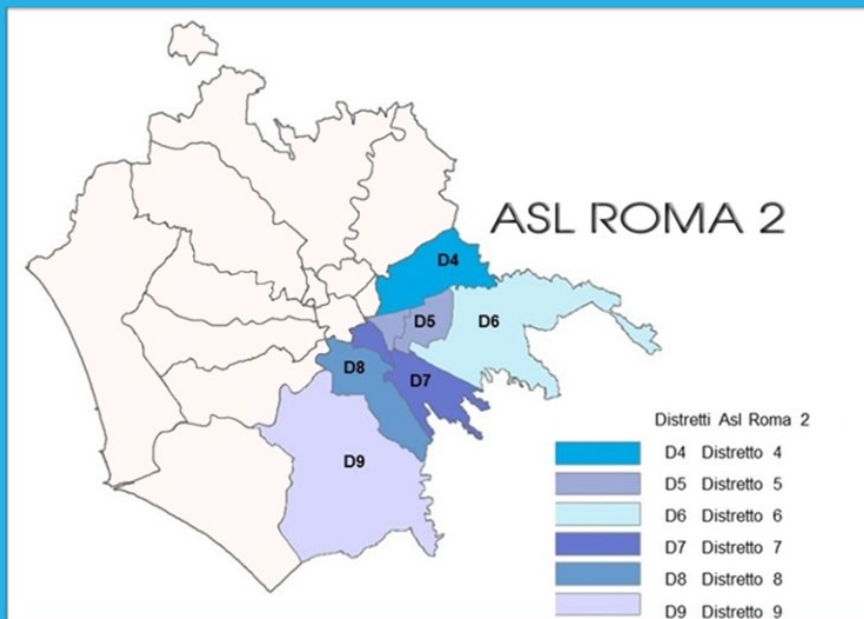 ASL ROMA 2
D4
D5
D6
D8
D7
D9
Distretti Asl Roma 2
D4 Distretto 4
D5 Distretto 5
D6 Distretto 6
D7 Distretto 7
D8 Distretto 8
D9 Distretto 9